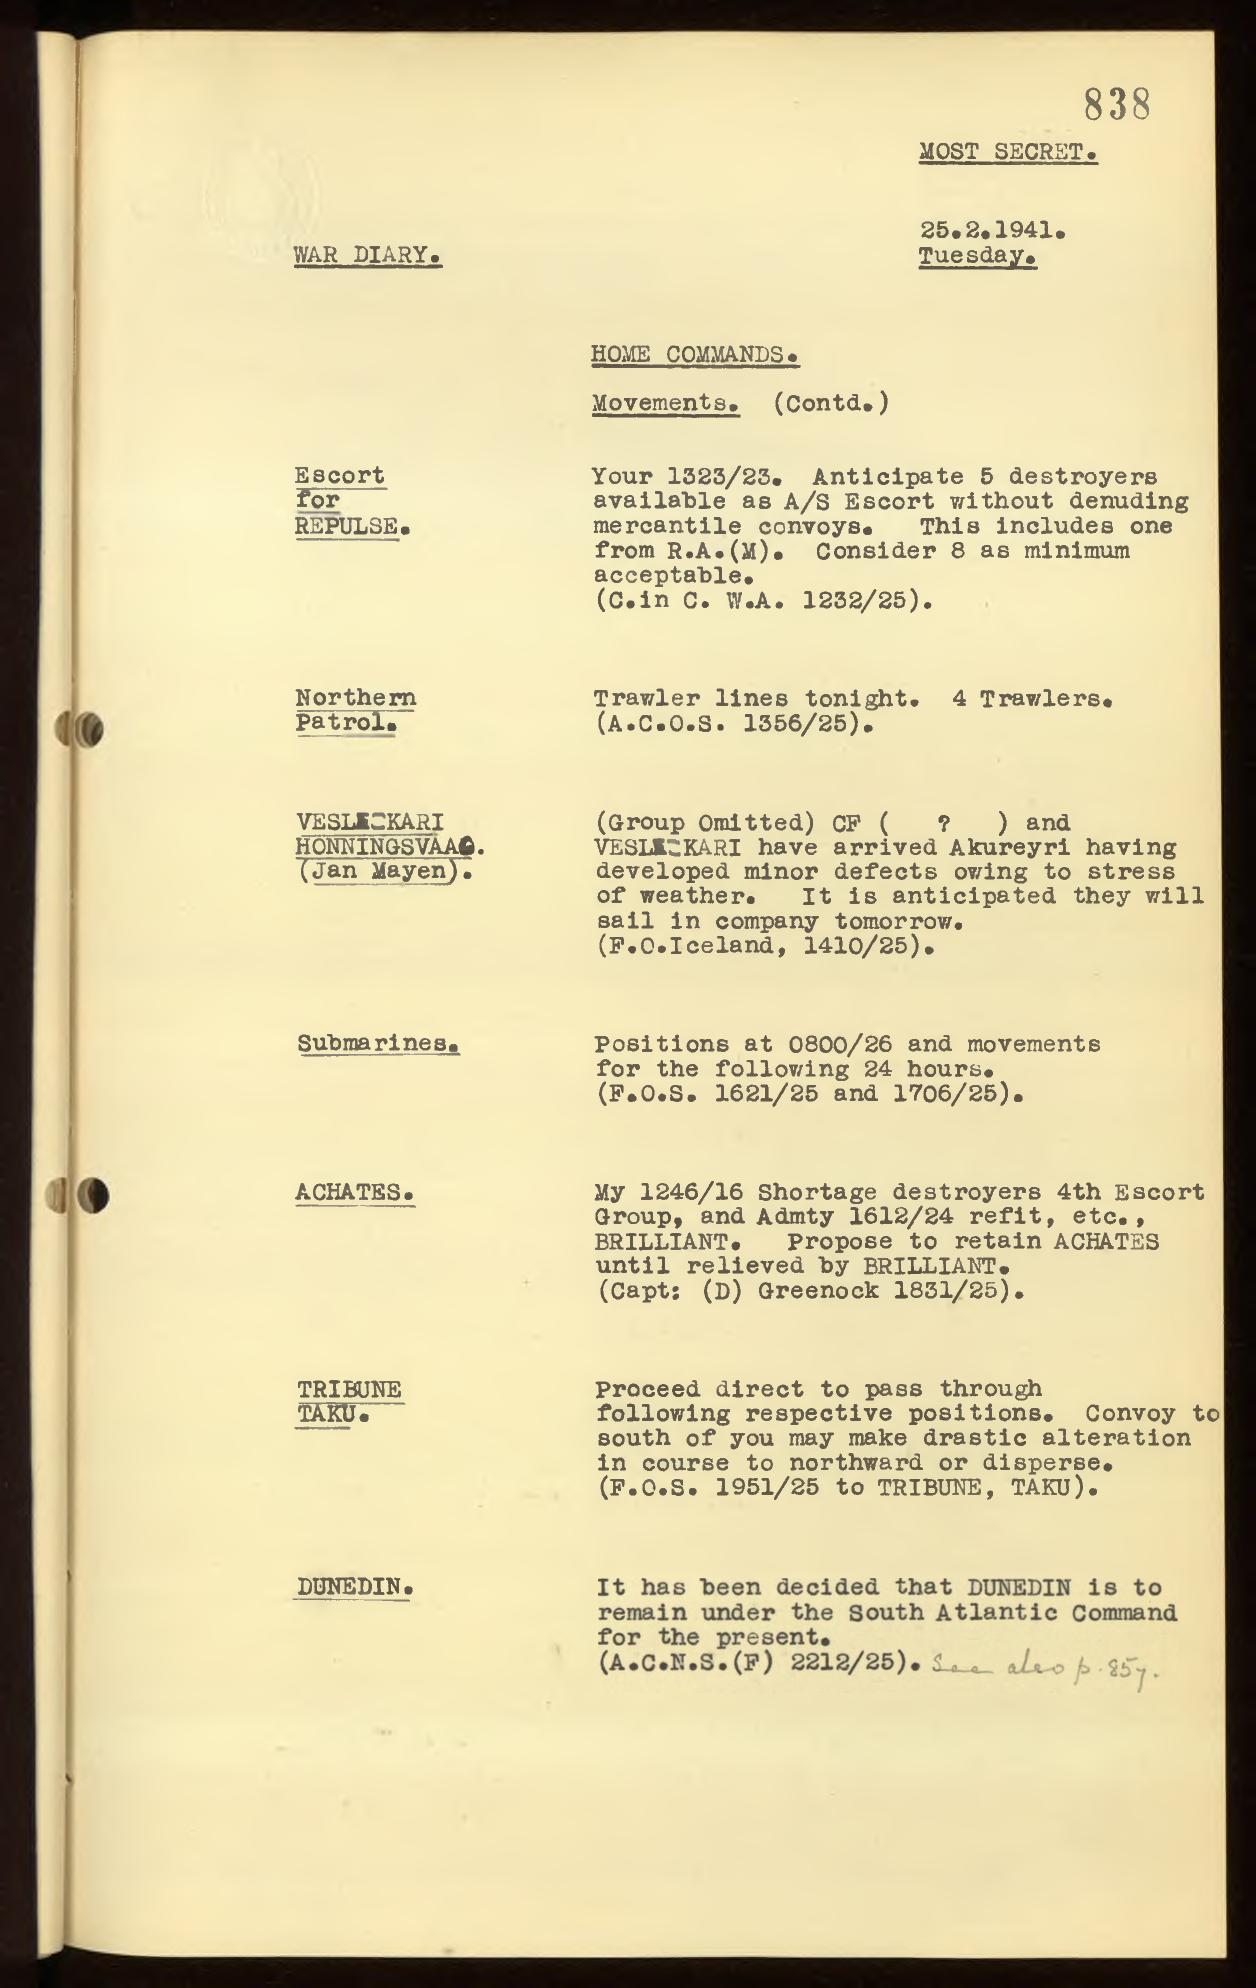 838
MOST SECRET.
25.2.1941.
WAR DIARY.
Tuesday.
HOME COMMANDS.
Movements. (Contd.)
Escort
for
REPULSE.
Your 1323/23. Anticipate 5 destroyers
available as A/S Escort without denuding
mercantile convoys. This includes one
from R.A.(M). Consider 8 as minimum
acceptable.
(C.in C. W.A. 1232/25).
Northern
Patrol.
Trawler lines tonight. 4 Trawlers.
(A.C.O.S. 1356/25).
VESLEKARI
HONNINGSVAAG.
(Jan Mayen).
(Group Omitted) CF ( ? ) and
VESLEKARI have arrived Akureyri having
developed minor defects owing to stress
of weather. It is anticipated they will
sail in company tomorrow.
(F.O.Iceland, 1410/25).
Submarines.
Positions at 0800/26 and movements
for the following 24 hours.
(F.O.S. 1621/25 and 1706/25).
ACHATES.
My 1246/16 Shortage destroyers 4th Escort
Group, and Admty 1612/24 refit, etc.,
BRILLIANT. Propose to retain ACHATES
until relieved by BRILLIANT.
(Capt: (D) Greenock 1831/25).
TRIBUNE
TAKU.
Proceed direct to pass through
following respective positions. Convoy to
south of you may make drastic alteration
in course to northward or disperse.
(F.O.S. 1951/25 to TRIBUNE, TAKU).
DUNEDIN.
It has been decided that DUNEDIN is to
remain under the South Atlantic Command
for the present.
(A.C.N.S.(F) 2212/25). See also p.